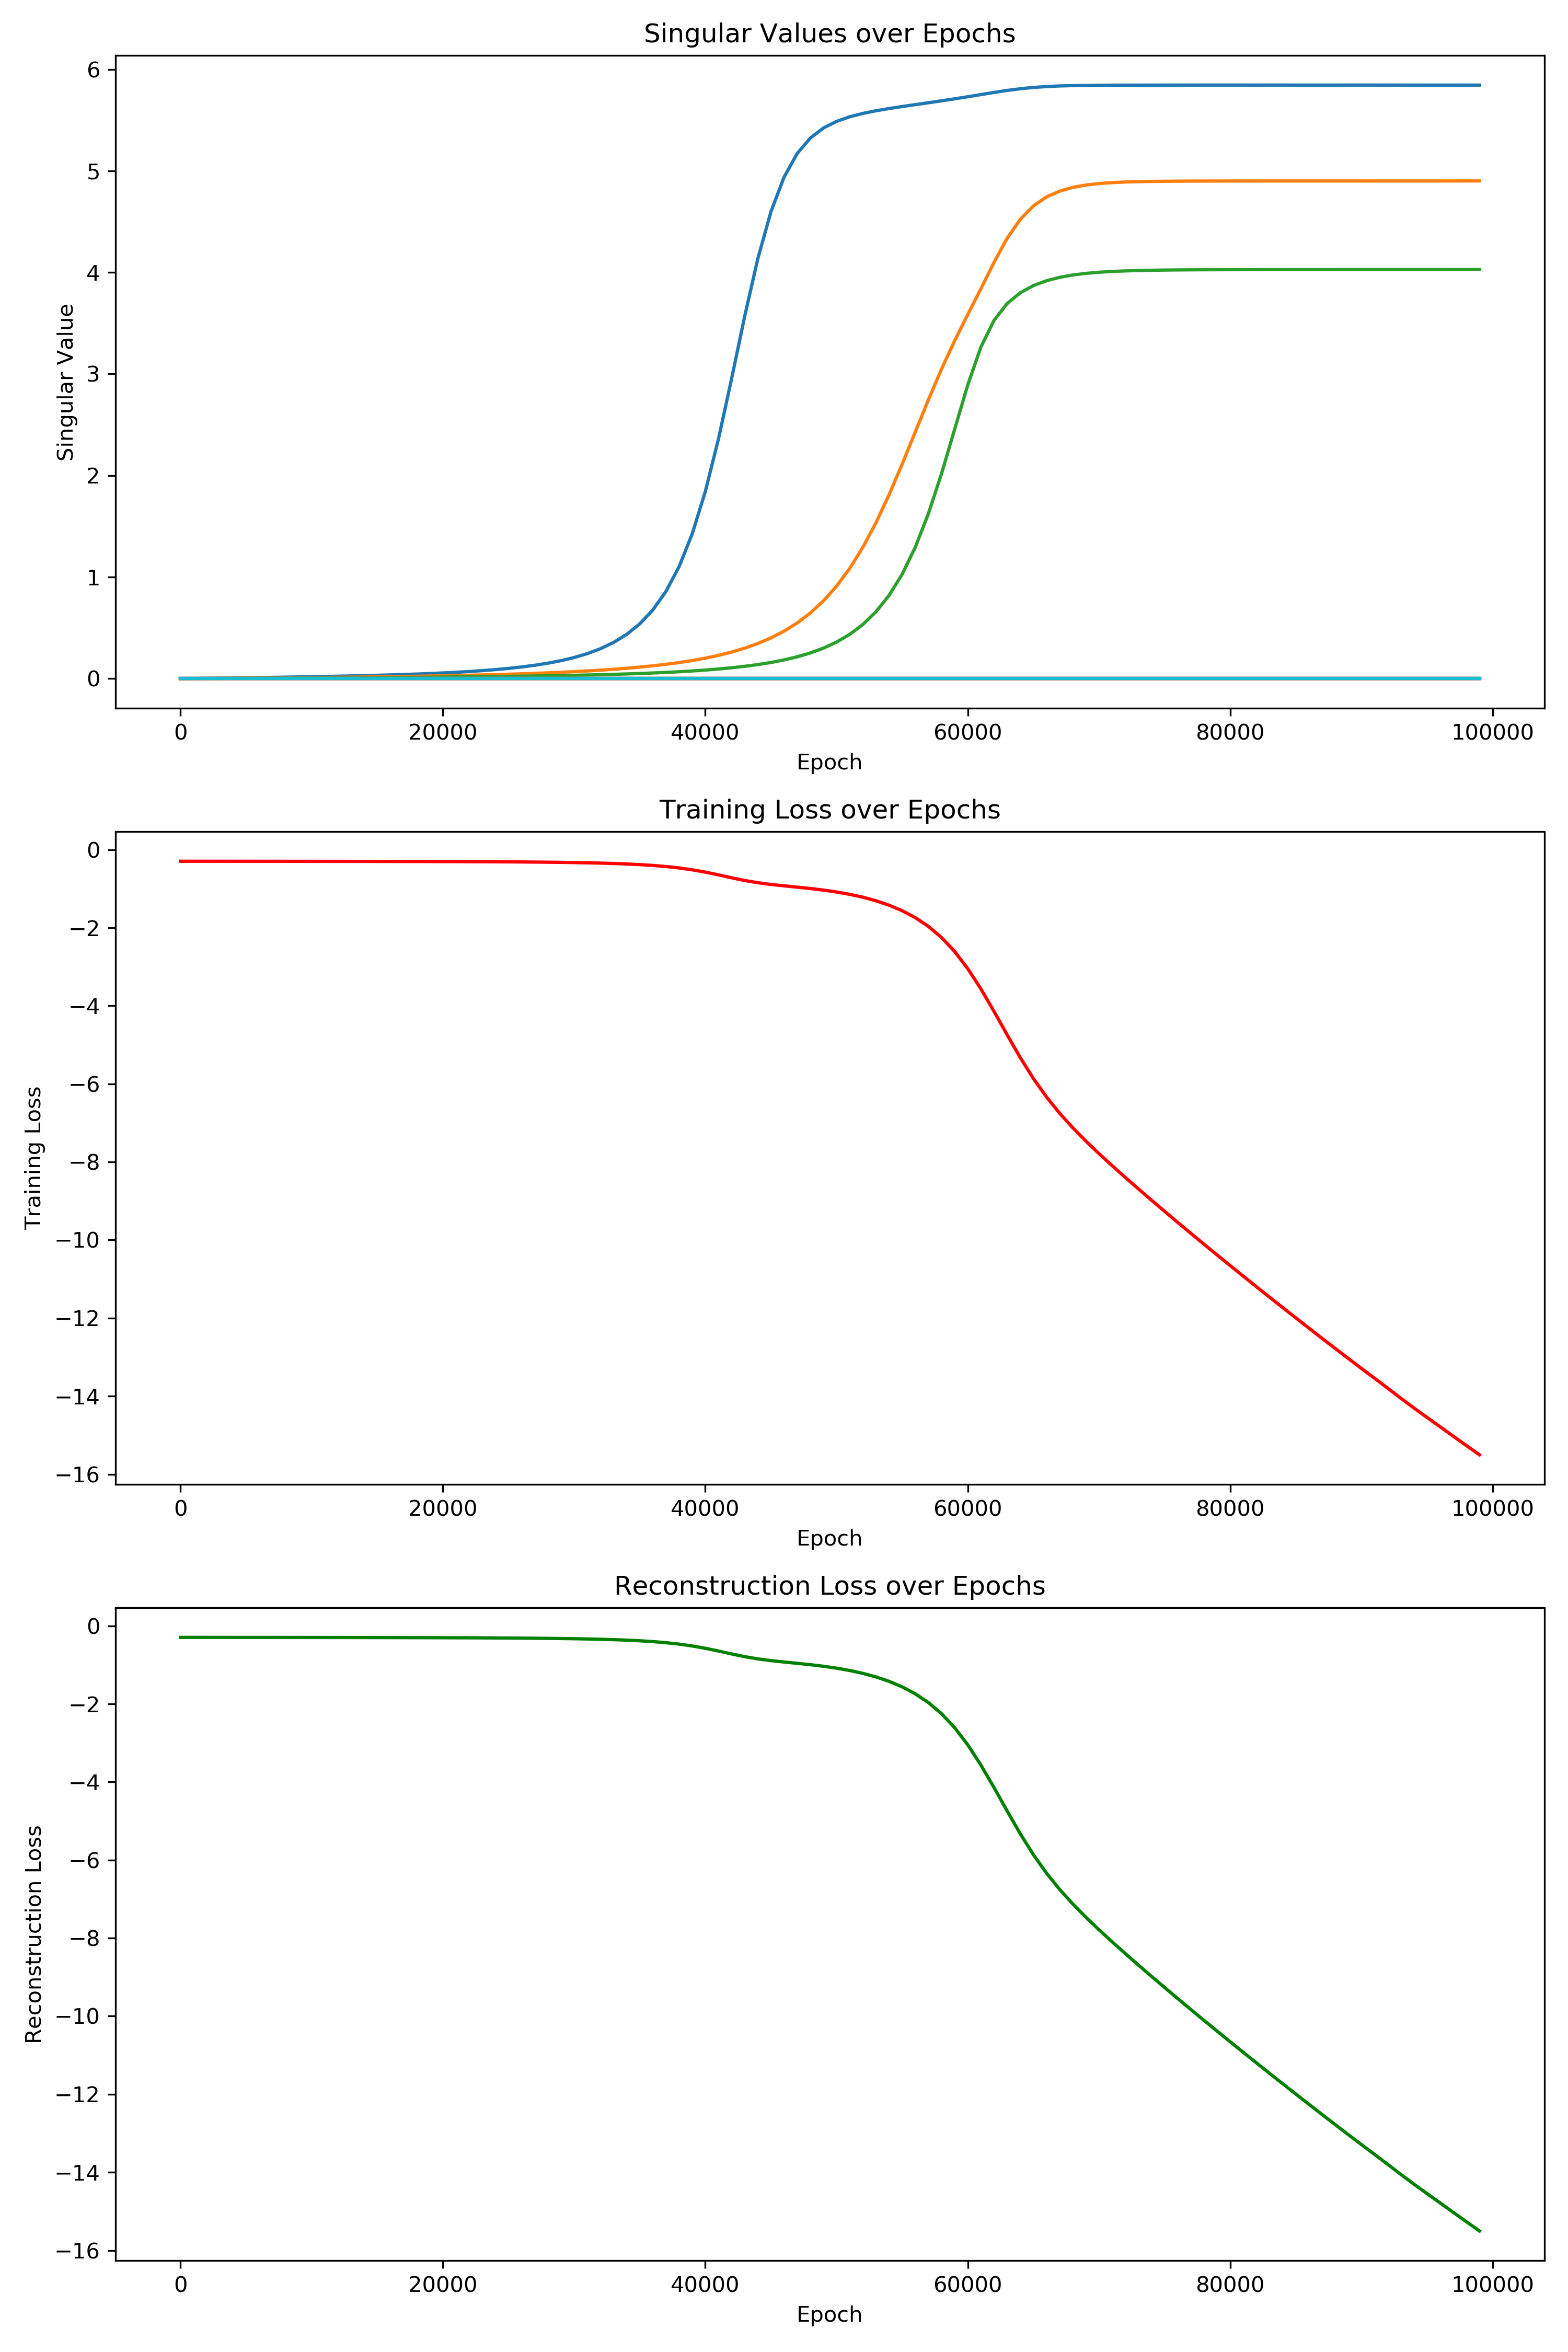 Singular Values over Epochs
6
5
4
3
2
1
0
Singular Value
0 20000 40000 60000 80000 100000
Epoch
Training Loss over Epochs
0
−2
−4
−6
−8
−10
−12
−14
−16
Training Loss
0 20000 40000 60000 80000 100000
Epoch
Reconstruction Loss over Epochs
0
−2
−4
−6
−8
−10
−12
−14
−16
Reconstruction Loss
0 20000 40000 60000 80000 100000
Epoch